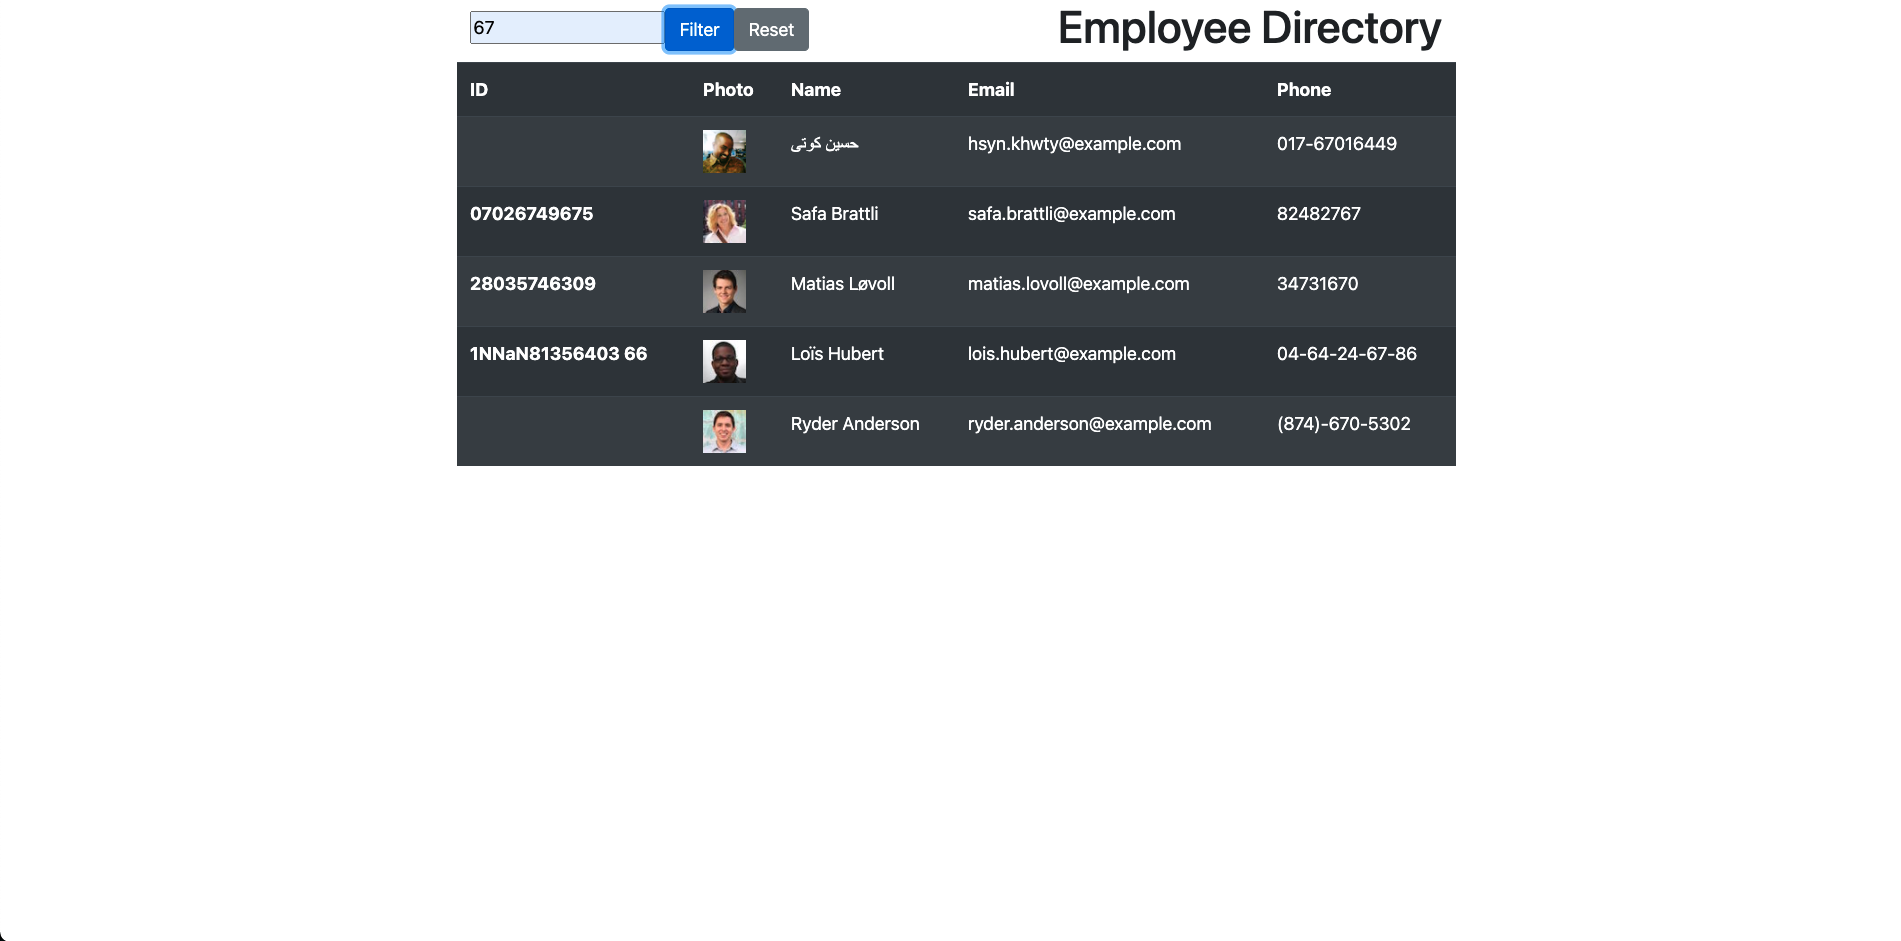 67 Filter Reset Employee Directory
ID Photo Name Email Phone
حسین کوتی hsyn.khwty@example.com 017-67016449
07026749675 Safa Brattli safa.brattli@example.com 82482767
28035746309 Matias Løvoll matias.lovoll@example.com 34731670
1NNaN81356403 66 Loïs Hubert lois.hubert@example.com 04-64-24-67-86
Ryder Anderson ryder.anderson@example.com (874)-670-5302